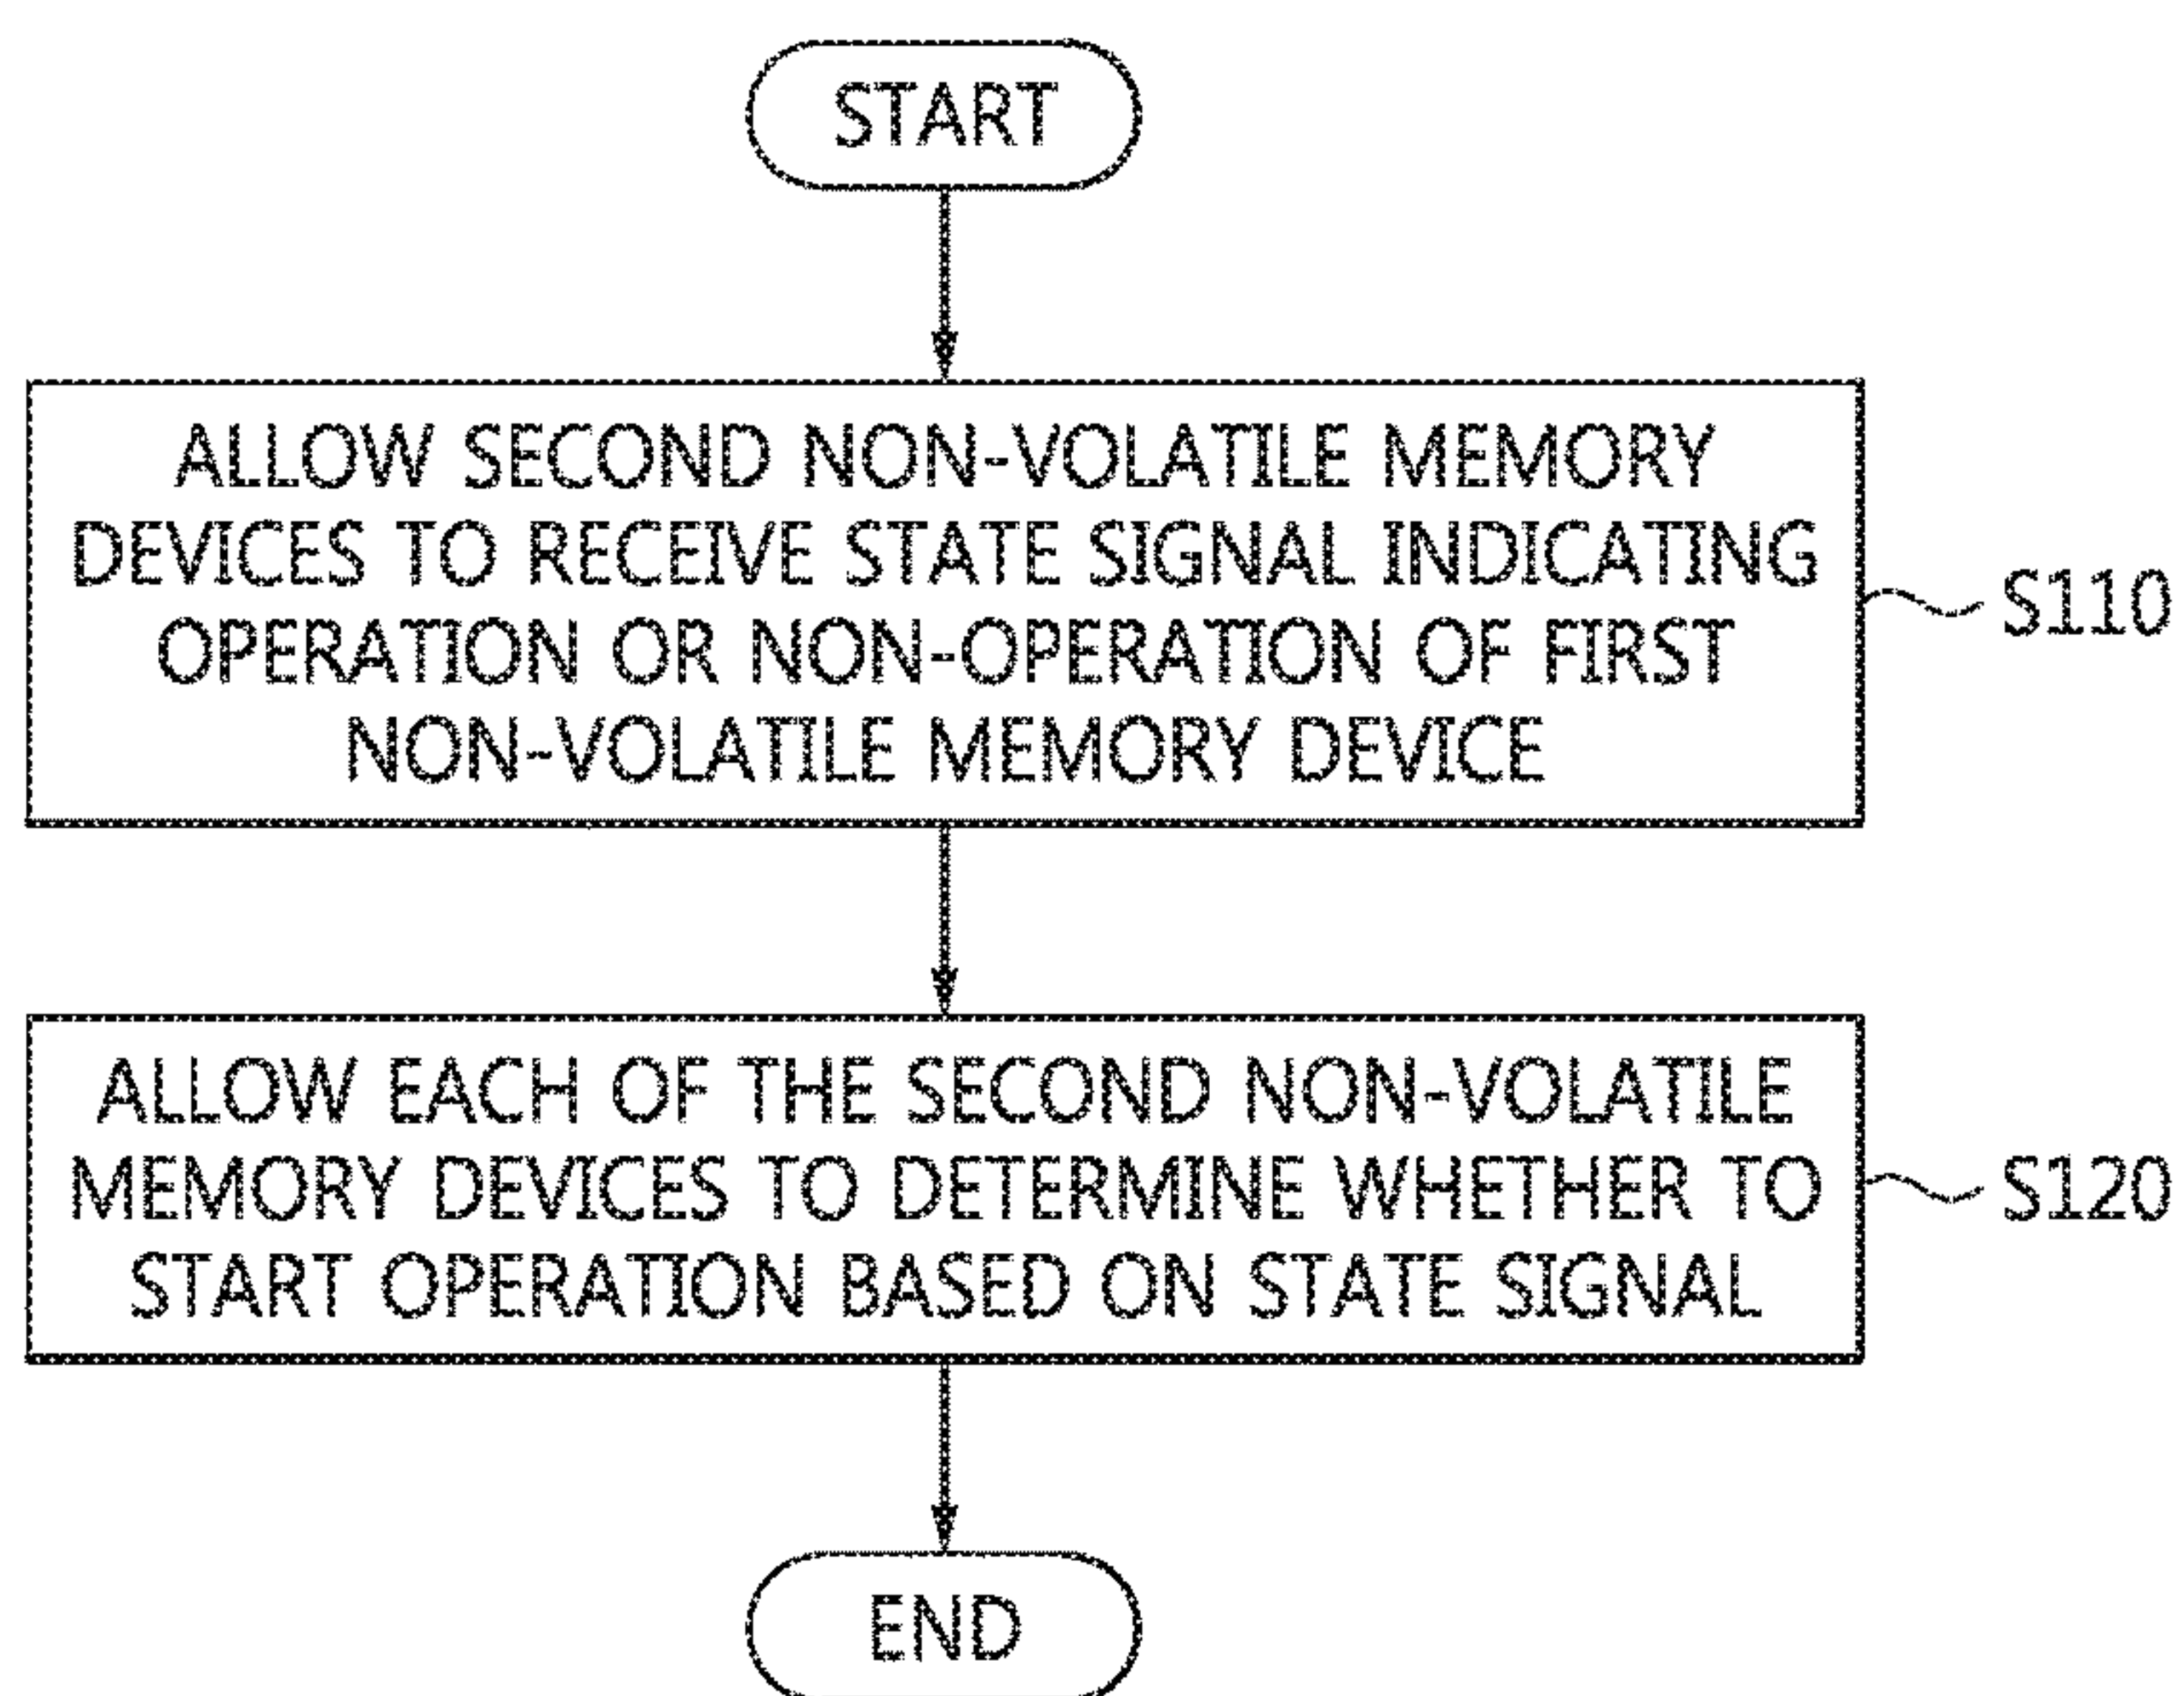 START
ALLOW SECOND NON-VOLATILE MEMORY
DEVICES TO RECEIVE STATE SIGNAL INDICATING
OPERATION OR NON-OPERATION OF FIRST
NON-VOLATILE MEMORY DEVICE
S110
ALLOW EACH OF THE SECOND NON-VOLATILE
MEMORY DEVICES TO DETERMINE WHETHER TO
START OPERATION BASED ON STATE SIGNAL
S120
END